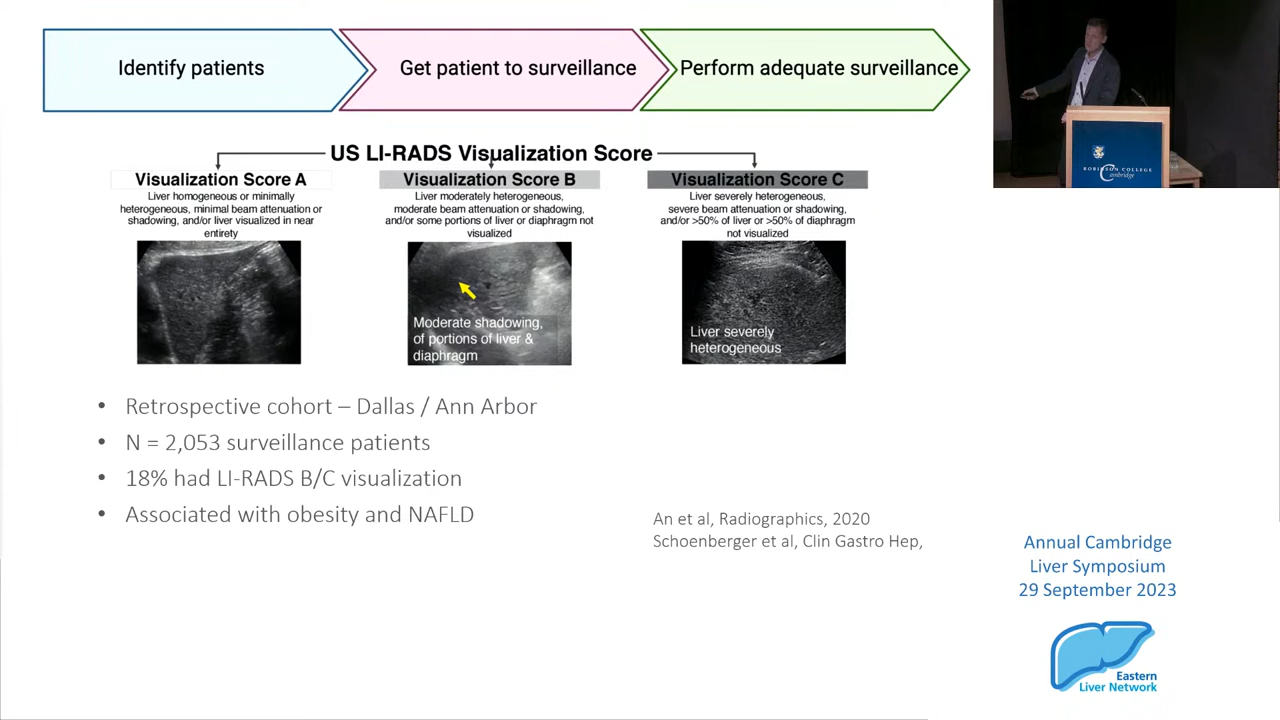 Identify patients
Get patient to surveillance
Perform adequate surveillance
US LI-RADS Visualization Score
Visualization Score A
Liver homogeneous or minimally
heterogeneous, minimal beam attenuation or
shadowing, and/or liver visualized in near
entirety
Visualization Score B
Liver moderately heterogeneous,
moderate beam attenuation or shadowing,
and/or some portions of liver or diaphragm not
visualized
Moderate shadowing,
of portions of liver &
diaphragm
Visualization Score C
Liver severely heterogeneous,
severe beam attenuation or shadowing,
and/or >50% of liver or >50% of diaphragm
not visualized
Liver severely
heterogeneous
• Retrospective cohort – Dallas / Ann Arbor
• N = 2,053 surveillance patients
• 18% had LI-RADS B/C visualization
• Associated with obesity and NAFLD
An et al, Radiographics, 2020
Schoenberger et al, Clin Gastro Hep,
ROBINSON COLLEGE
Cambridge
Annual Cambridge
Liver Symposium
29 September 2023
Eastern
Liver Network